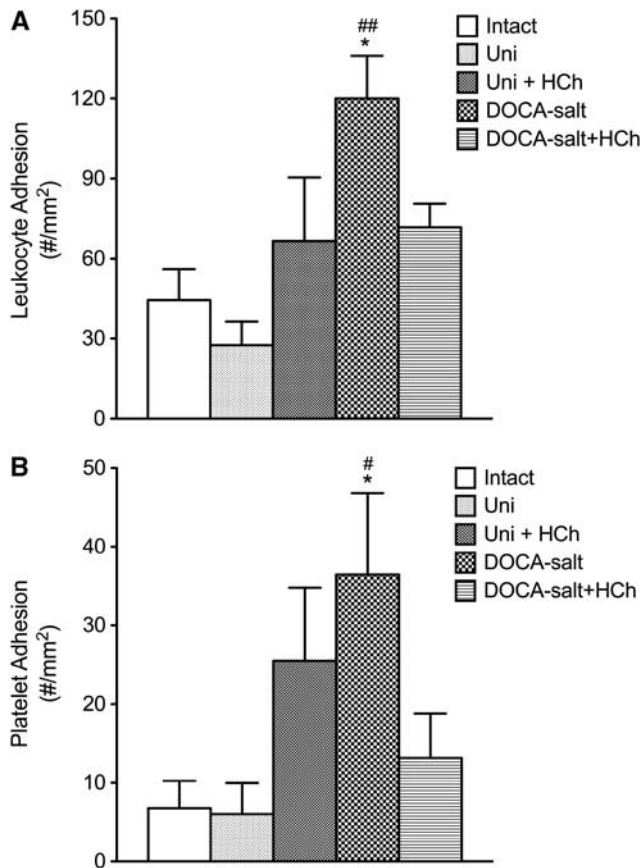 A
Leukocyte Adhesion
(#/mm²)
150
120
90
60
30
0
##
*
Intact
Uni
Uni + HCh
DOCA-salt
DOCA-salt+HCh
B
Platelet Adhesion
(#/mm²)
50
40
30
20
10
0
#
*
Intact
Uni
Uni + HCh
DOCA-salt
DOCA-salt+HCh